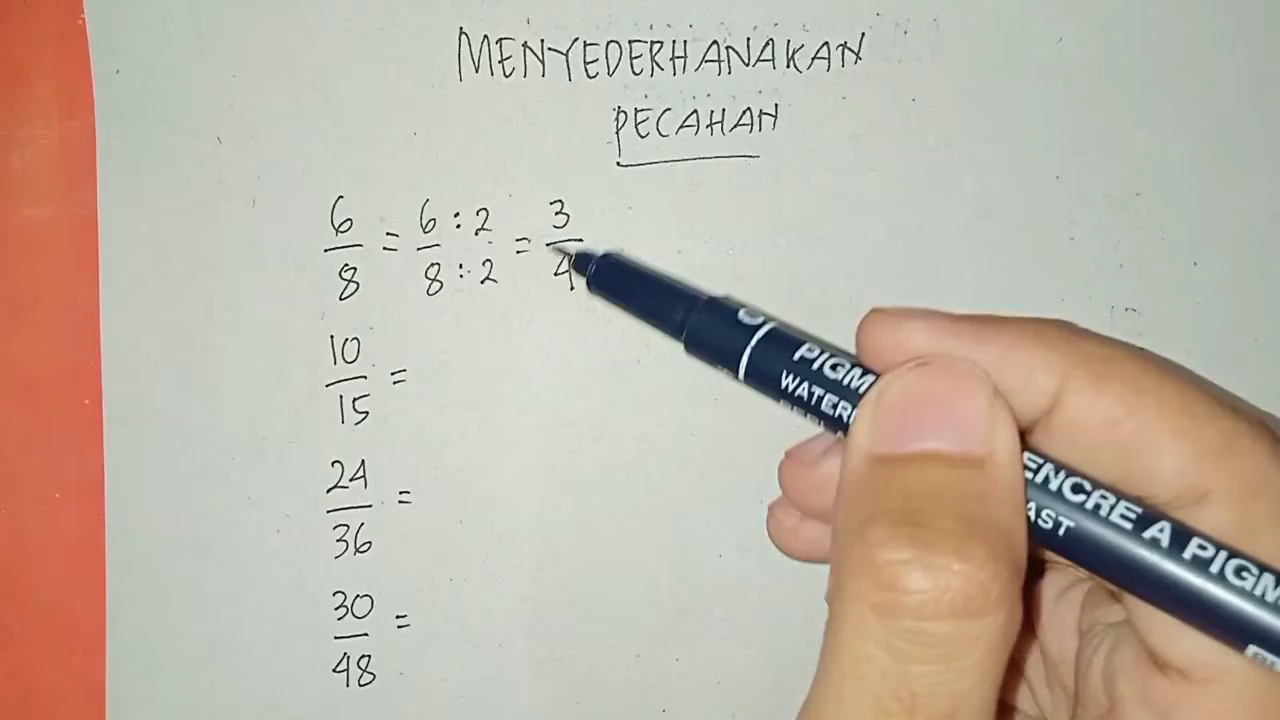 MENYEDERHANAKAN
PECAHAN
6/8 = 6 : 2 / 8 : 2 = 3/4
10/15 =
24/36 =
30/48 =
PIGM
WATER
ENCRE A PIGM
AST